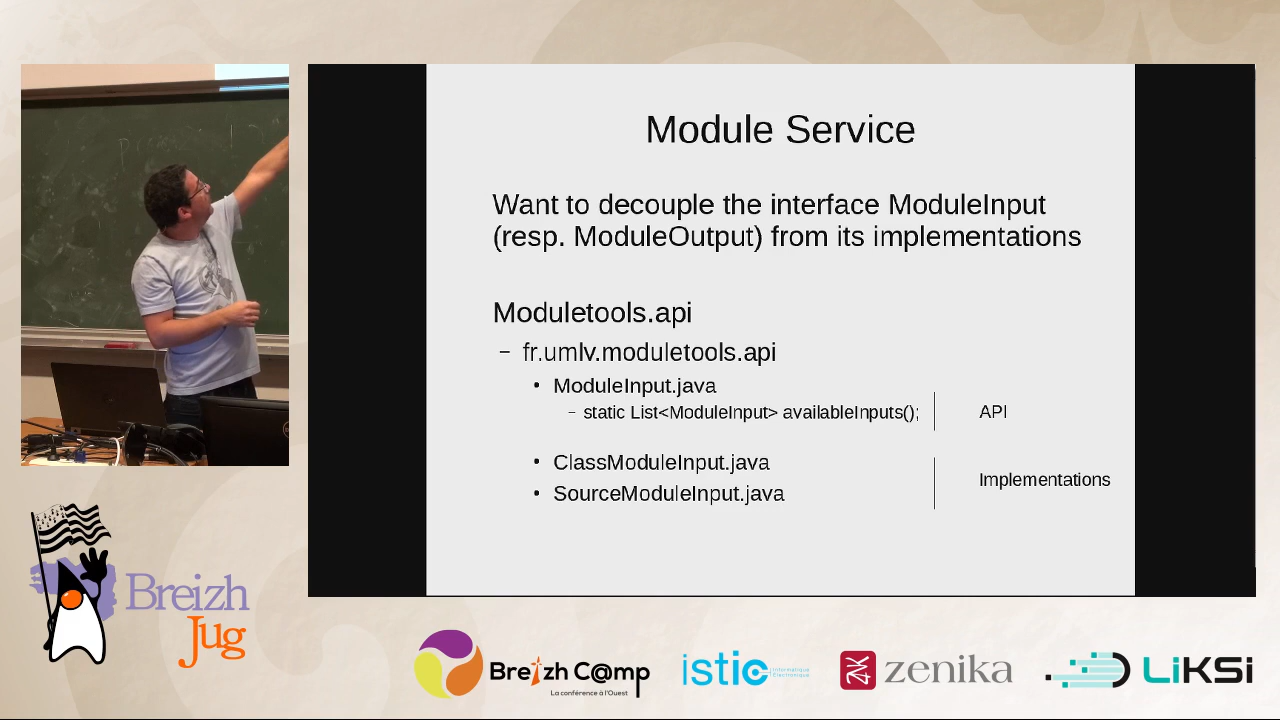 Module Service
Want to decouple the interface ModuleInput
(resp. ModuleOutput) from its implementations
Moduletools.api
– fr.umlv.moduletools.api
• ModuleInput.java
– static List<ModuleInput> availableInputs();
API
• ClassModuleInput.java
• SourceModuleInput.java
Implementations
Breizh
Jug
Breizh C@mp
La conférence à l'Ouest
istic
Informatique
Électronique
zenika
LiKSi